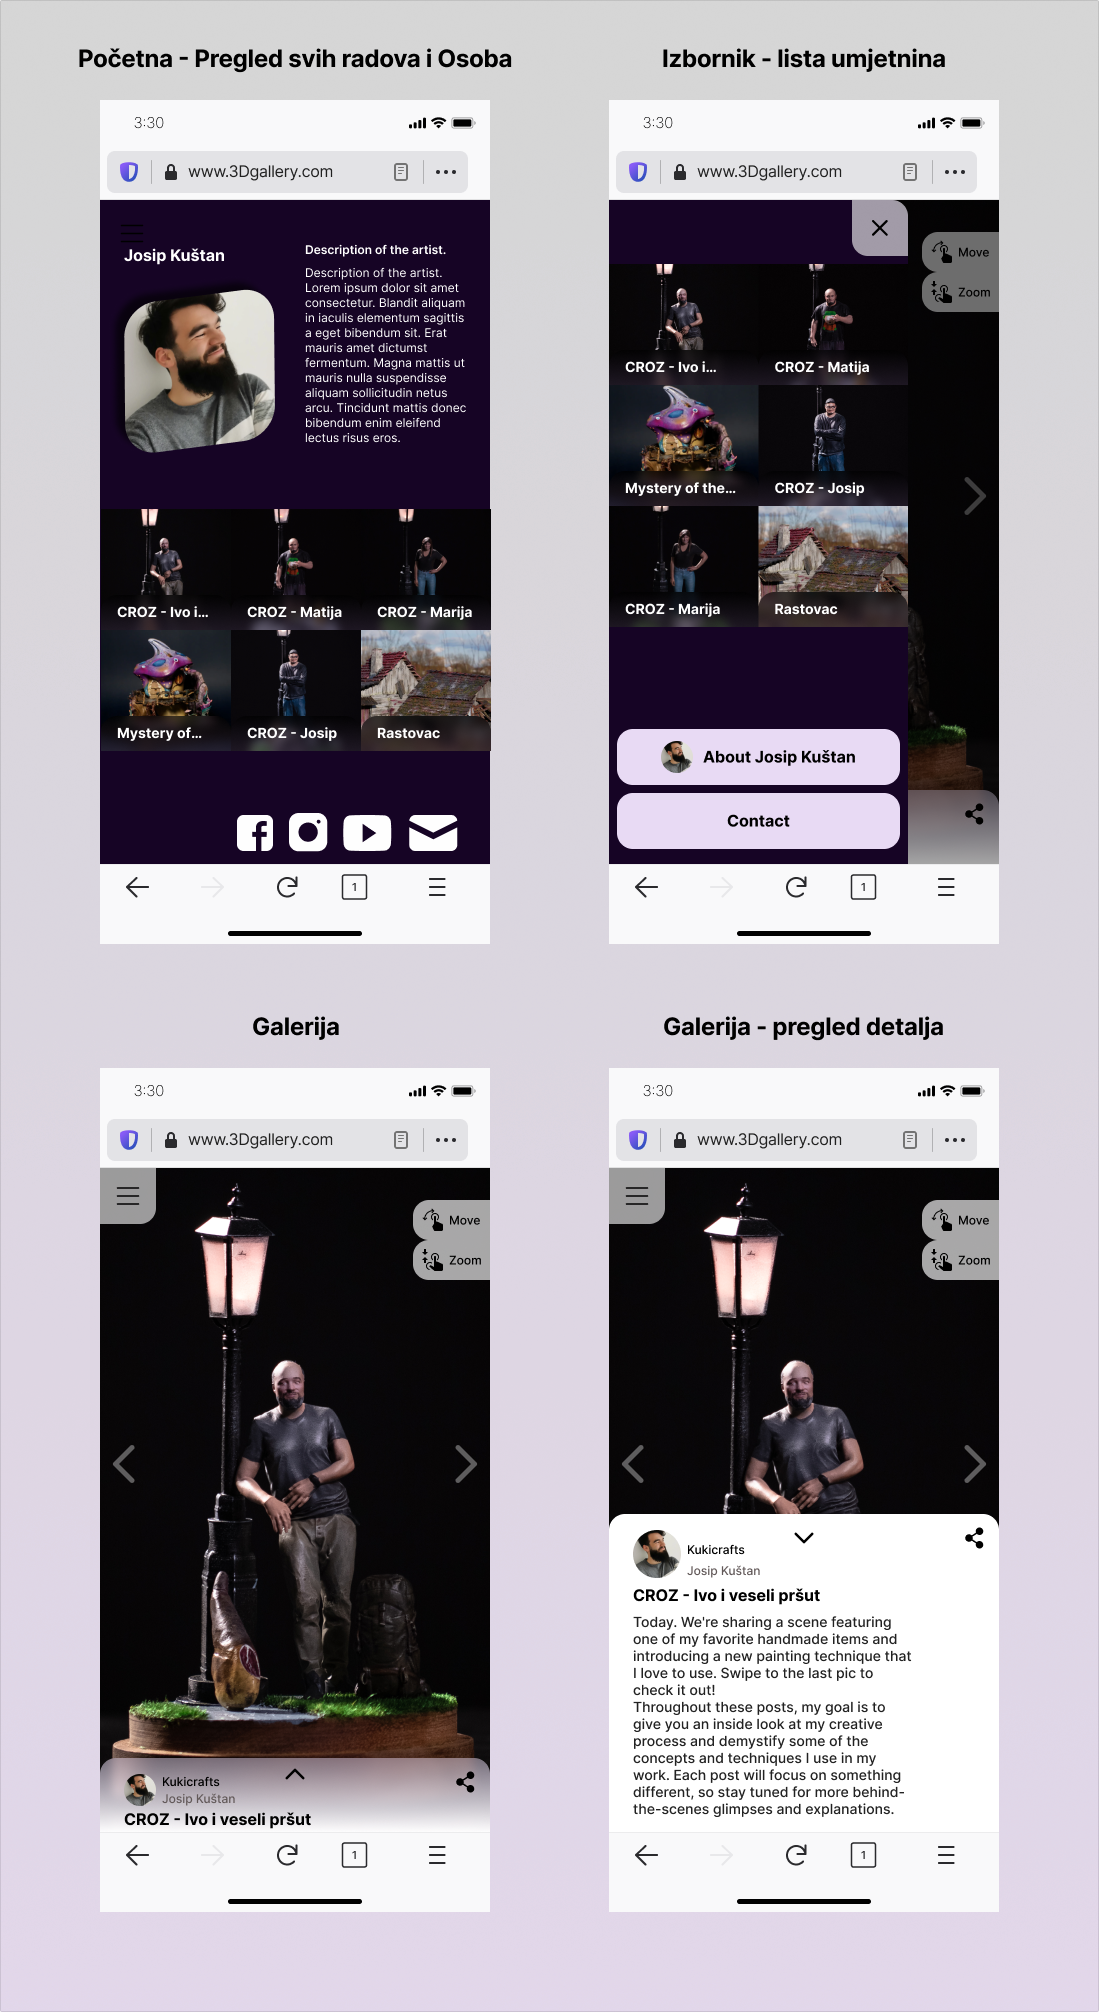 Početna - Pregled svih radova i Osoba
3:30
www.3Dgallery.com
Josip Kuštan
Description of the artist.
Description of the artist.
Lorem ipsum dolor sit amet
consectetur. Blandit aliquam
in iaculis elementum sagittis
a eget bibendum sit. Erat
mauris amet dictumst
fermentum. Magna mattis ut
mauris nulla suspendisse
aliquam sollicitudin netus
arcu. Tincidunt mattis donec
bibendum enim eleifend
lectus risus eros.
CROZ - Ivo i...
CROZ - Matija
CROZ - Marija
Mystery of...
CROZ - Josip
Rastovac
1
Izbornik - lista umjetnina
3:30
www.3Dgallery.com
Move
Zoom
CROZ - Ivo i...
CROZ - Matija
Mystery of the...
CROZ - Josip
CROZ - Marija
Rastovac
About Josip Kuštan
Contact
1
Galerija
3:30
www.3Dgallery.com
Move
Zoom
Kukicrafts
Josip Kuštan
CROZ - Ivo i veseli pršut
1
Galerija - pregled detalja
3:30
www.3Dgallery.com
Move
Zoom
Kukicrafts
Josip Kuštan
CROZ - Ivo i veseli pršut
Today. We're sharing a scene featuring
one of my favorite handmade items and
introducing a new painting technique that
I love to use. Swipe to the last pic to
check it out!
Throughout these posts, my goal is to
give you an inside look at my creative
process and demystify some of the
concepts and techniques I use in my
work. Each post will focus on something
different, so stay tuned for more behind-
the-scenes glimpses and explanations.
1